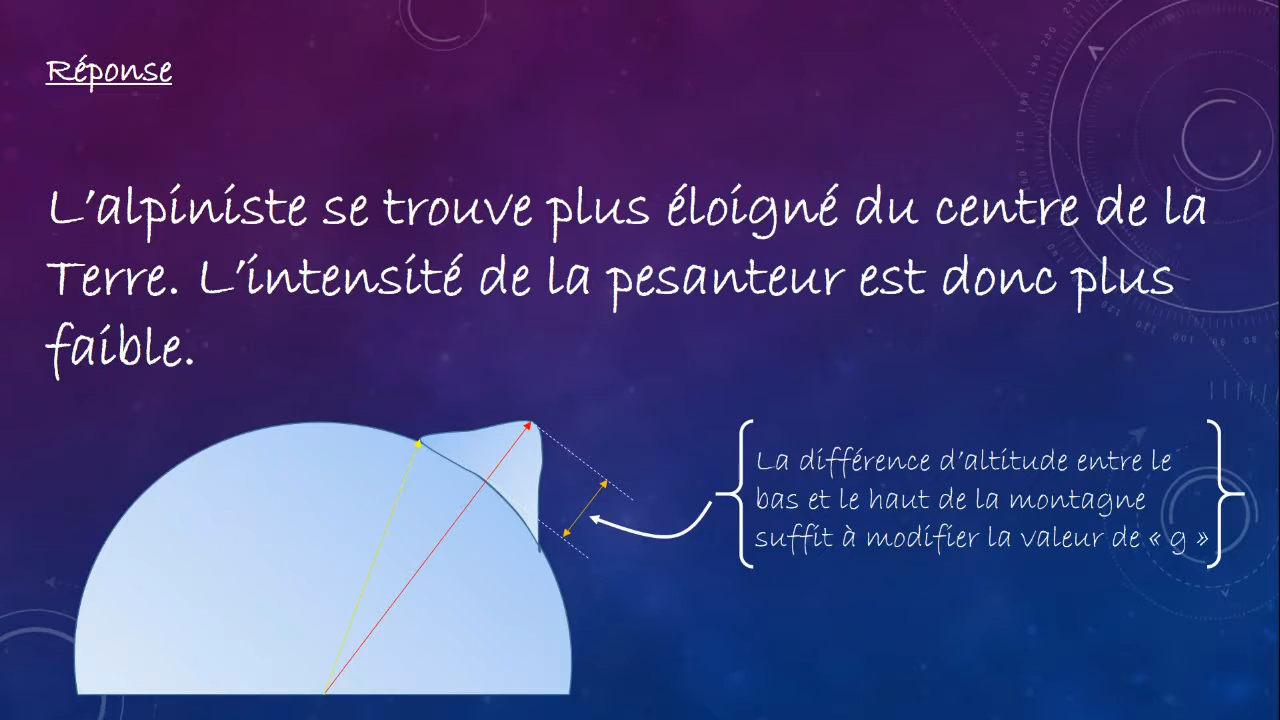 Réponse
L'alpiniste se trouve plus éloigné du centre de la
Terre. L'intensité de la pesanteur est donc plus
faible.
La différence d'altitude entre le
bas et le haut de la montagne
suffit à modifier la valeur de « g »